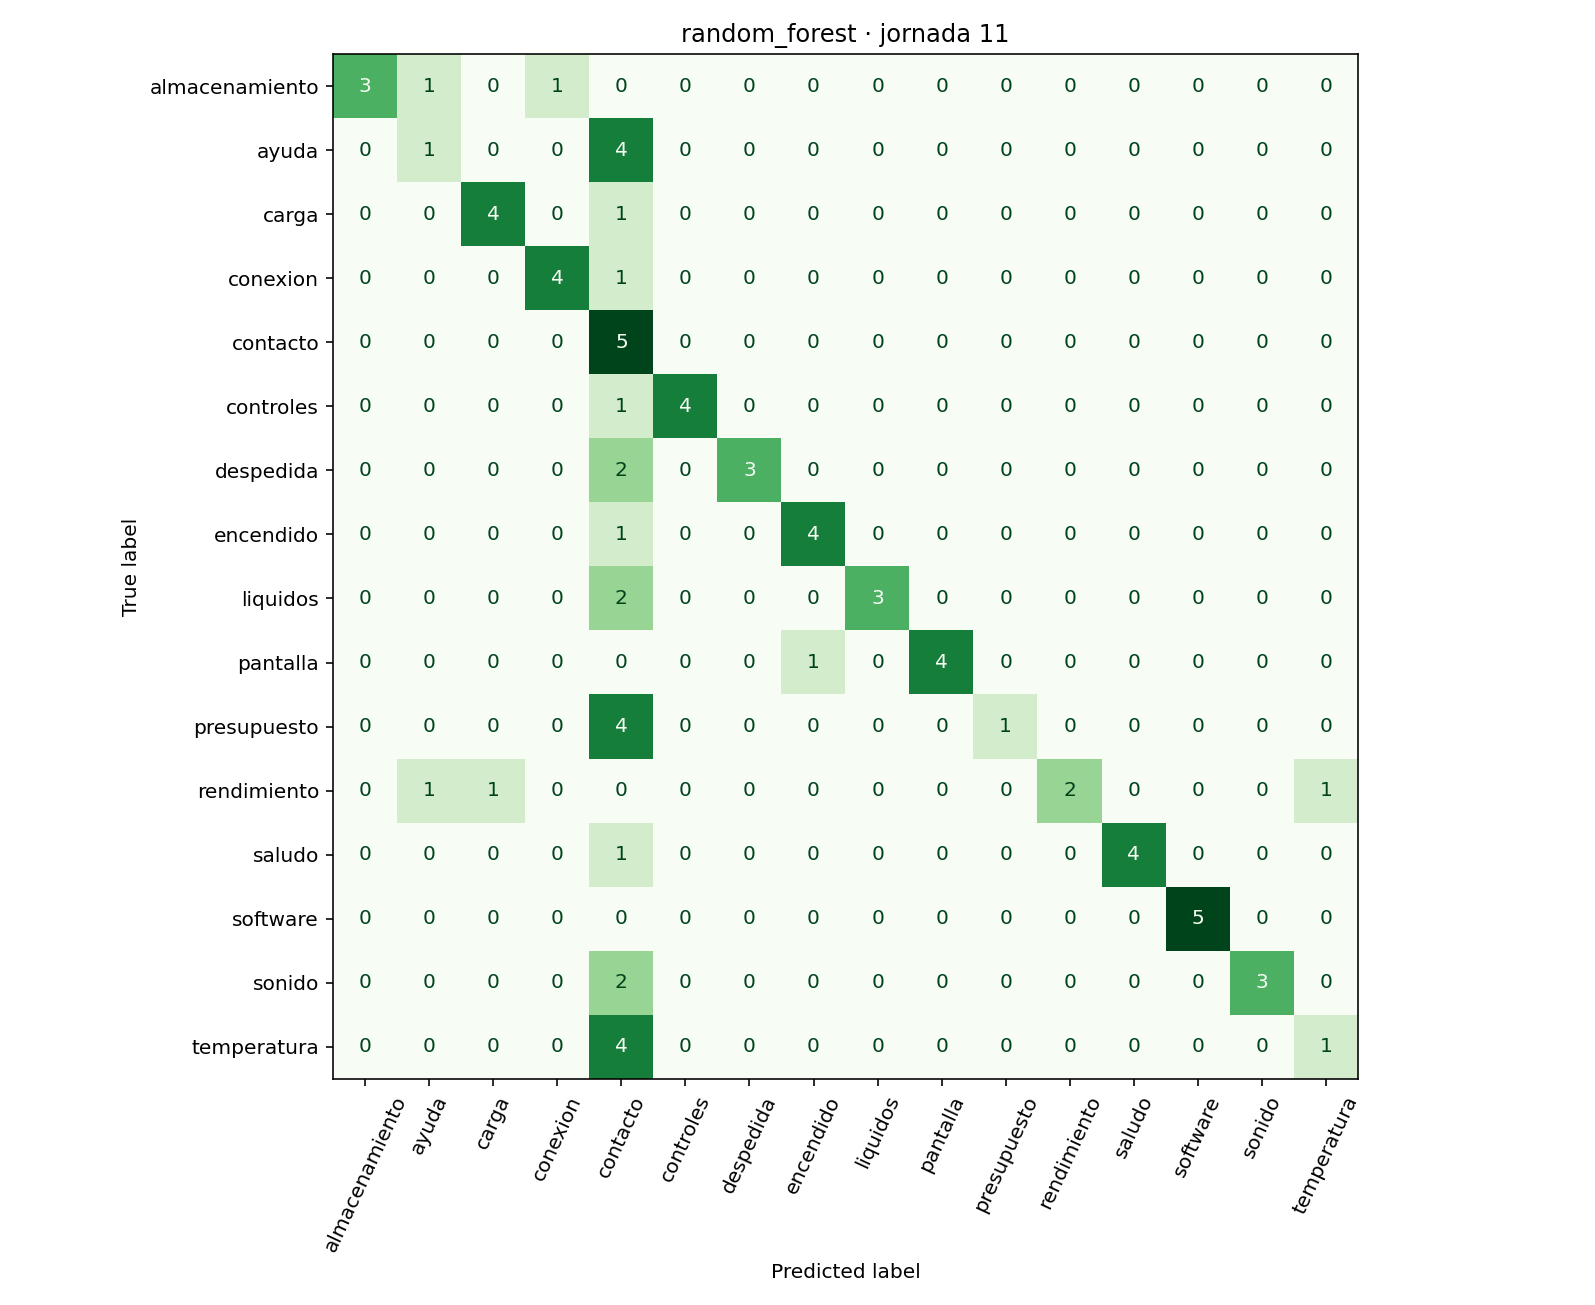 random_forest · jornada 11
True label
almacenamiento 3 1 0 1 0 0 0 0 0 0 0 0 0 0 0 0
ayuda 0 1 0 0 4 0 0 0 0 0 0 0 0 0 0 0
carga 0 0 4 0 1 0 0 0 0 0 0 0 0 0 0 0
conexion 0 0 0 4 1 0 0 0 0 0 0 0 0 0 0 0
contacto 0 0 0 0 5 0 0 0 0 0 0 0 0 0 0 0
controles 0 0 0 0 1 4 0 0 0 0 0 0 0 0 0 0
despedida 0 0 0 0 2 0 3 0 0 0 0 0 0 0 0 0
encendido 0 0 0 0 1 0 0 4 0 0 0 0 0 0 0 0
liquidos 0 0 0 0 2 0 0 0 3 0 0 0 0 0 0 0
pantalla 0 0 0 0 0 0 0 1 0 4 0 0 0 0 0 0
presupuesto 0 0 0 0 4 0 0 0 0 0 1 0 0 0 0 0
rendimiento 0 1 1 0 0 0 0 0 0 0 0 2 0 0 0 1
saludo 0 0 0 0 1 0 0 0 0 0 0 0 4 0 0 0
software 0 0 0 0 0 0 0 0 0 0 0 0 0 5 0 0
sonido 0 0 0 0 2 0 0 0 0 0 0 0 0 0 3 0
temperatura 0 0 0 0 4 0 0 0 0 0 0 0 0 0 0 1
almacenamiento ayuda carga conexion contacto controles despedida encendido liquidos pantalla presupuesto rendimiento saludo software sonido temperatura
Predicted label